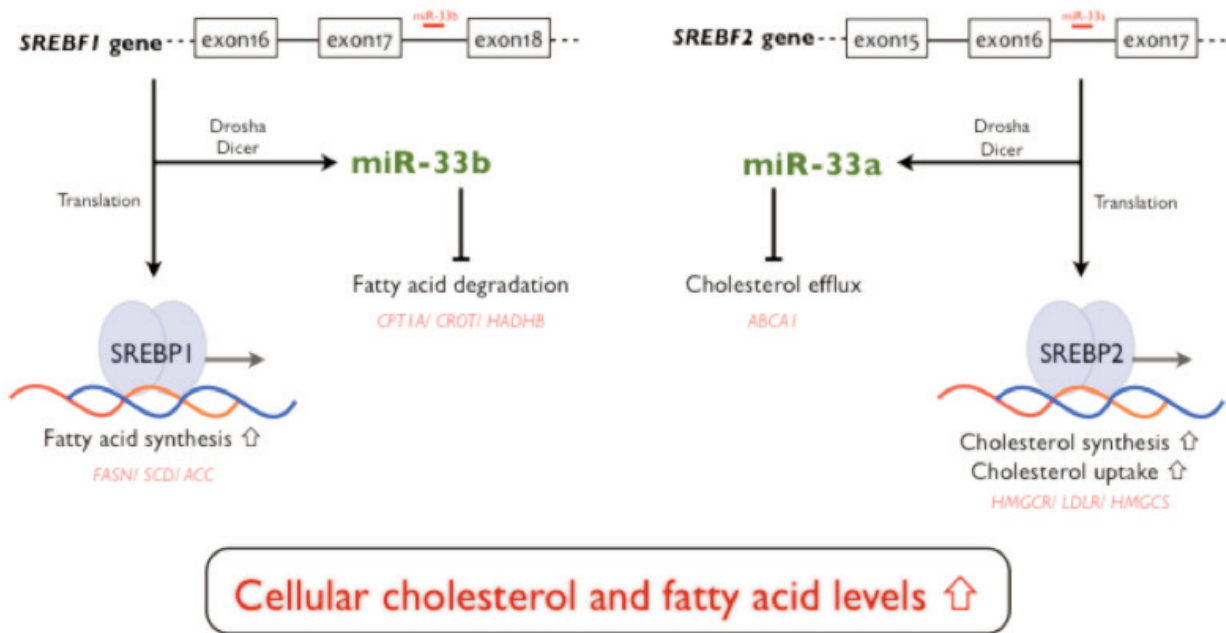 miR-33b
SREBF1 gene exon16 exon17 exon18
Drosha
Dicer
miR-33b
Translation
Fatty acid degradation
CPT1A/ CROT/ HADHB
SREBP1
Fatty acid synthesis ⇧
FASN/ SCD/ ACC
miR-33a
SREBF2 gene exon15 exon16 exon17
Drosha
Dicer
miR-33a
Translation
Cholesterol efflux
ABCA1
SREBP2
Cholesterol synthesis ⇧
Cholesterol uptake ⇧
HMGCR/ LDLR/ HMGCS
Cellular cholesterol and fatty acid levels ⇧